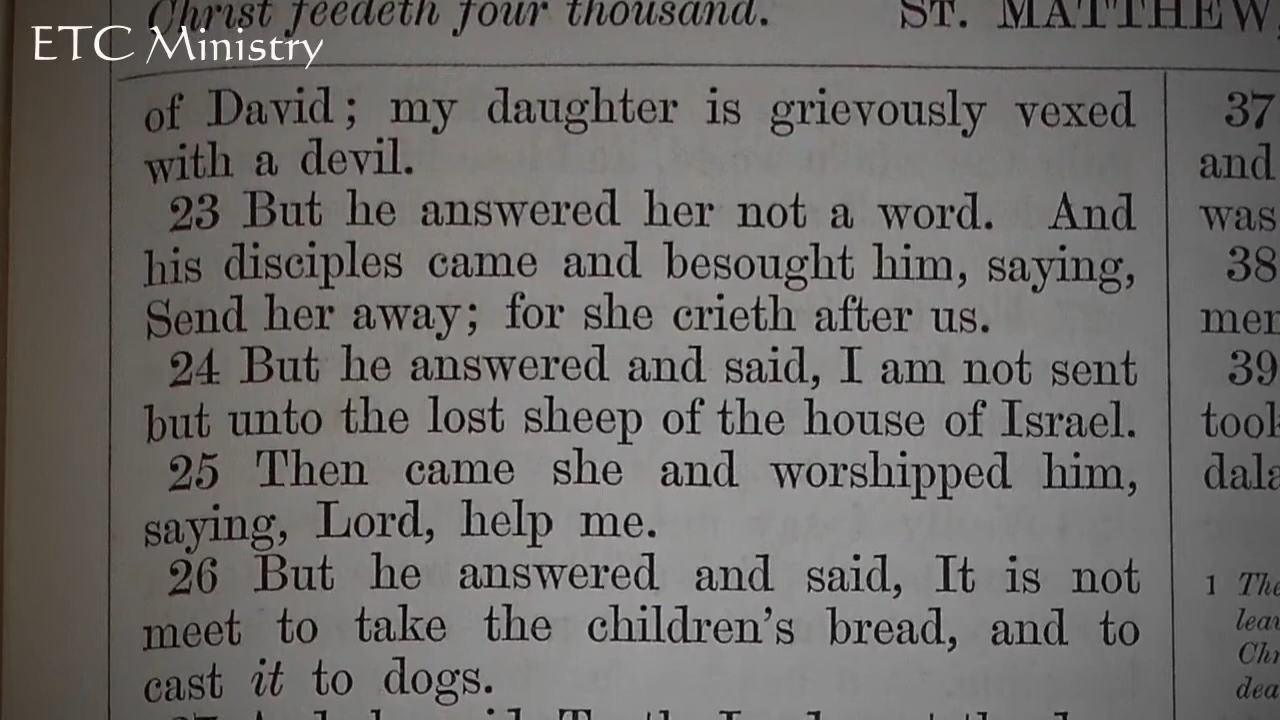 ETC Ministry
Christ feedeth four thousand. ST. MATTHEW,
of David; my daughter is grievously vexed
with a devil.
23 But he answered her not a word. And
his disciples came and besought him, saying,
Send her away; for she crieth after us.
24 But he answered and said, I am not sent
but unto the lost sheep of the house of Israel.
25 Then came she and worshipped him,
saying, Lord, help me.
26 But he answered and said, It is not
meet to take the children's bread, and to
cast it to dogs.
37
and
was
38
39
1 The